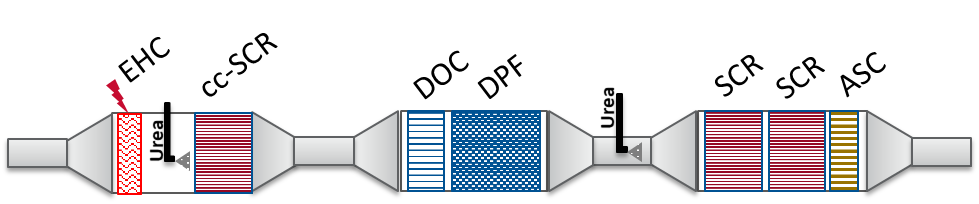 EHC
Urea
cc-SCR
DOC
DPF
Urea
SCR
SCR
ASC